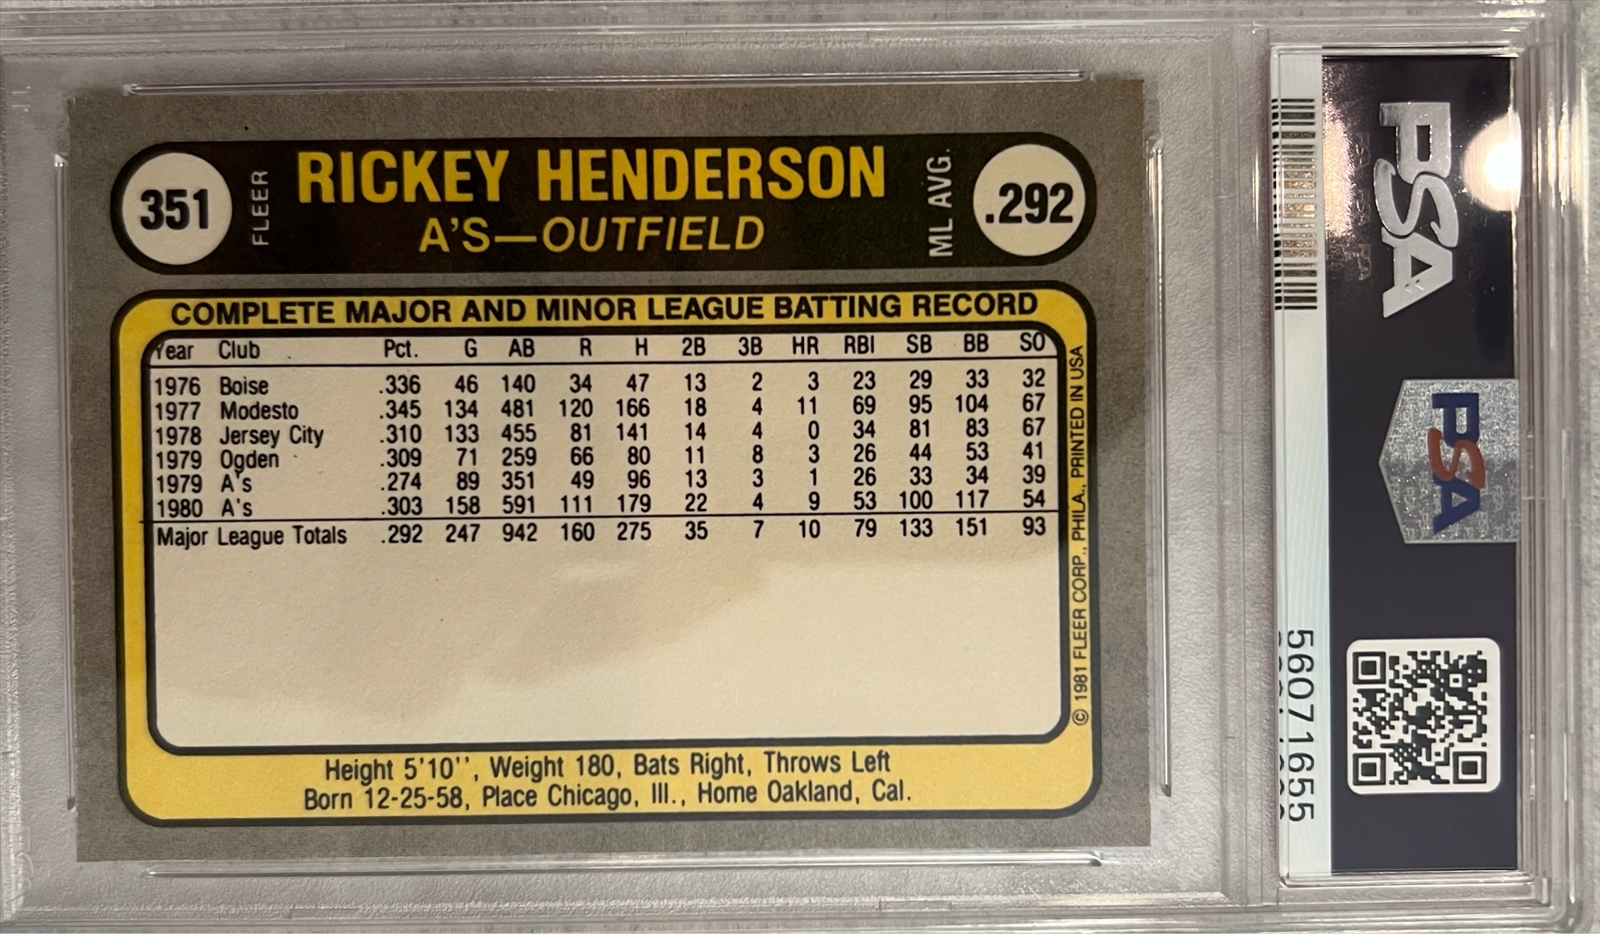 351
FLEER
RICKEY HENDERSON
A'S—OUTFIELD
ML AVG.
.292
COMPLETE MAJOR AND MINOR LEAGUE BATTING RECORD
Year Club Pct. G AB R H 2B 3B HR RBI SB BB SO
1976 Boise .336 46 140 34 47 13 2 3 23 29 33 32
1977 Modesto .345 134 481 120 166 18 4 11 69 95 104 67
1978 Jersey City .310 133 455 81 141 14 4 0 34 81 83 67
1979 Ogden .309 71 259 66 80 11 8 3 26 44 53 41
1979 A's .274 89 351 49 96 13 3 1 26 33 34 39
1980 A's .303 158 591 111 179 22 4 9 53 100 117 54
Major League Totals .292 247 942 160 275 35 7 10 79 133 151 93
© 1981 FLEER CORP., PHILA., PRINTED IN USA
Height 5'10'', Weight 180, Bats Right, Throws Left
Born 12-25-58, Place Chicago, Ill., Home Oakland, Cal.
PSA
PSA
56071655